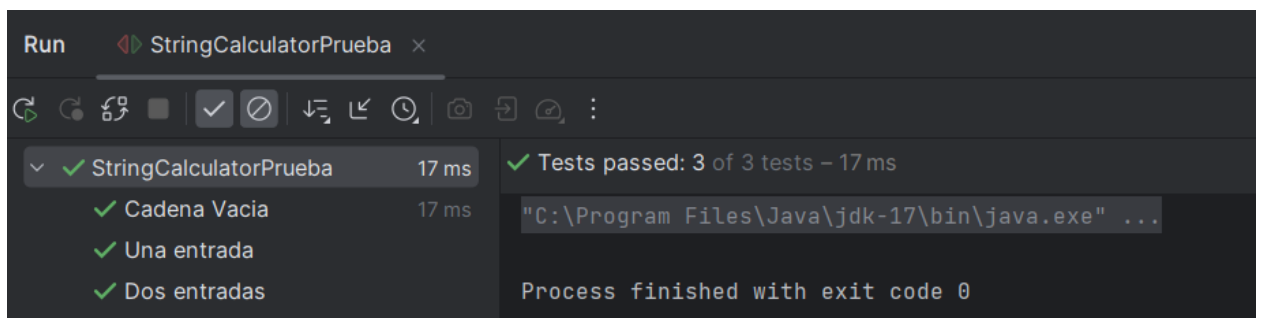 Run StringCalculatorPrueba
StringCalculatorPrueba 17 ms
Cadena Vacia 17 ms
Una entrada
Dos entradas
Tests passed: 3 of 3 tests – 17 ms
"C:\Program Files\Java\jdk-17\bin\java.exe" ...
Process finished with exit code 0